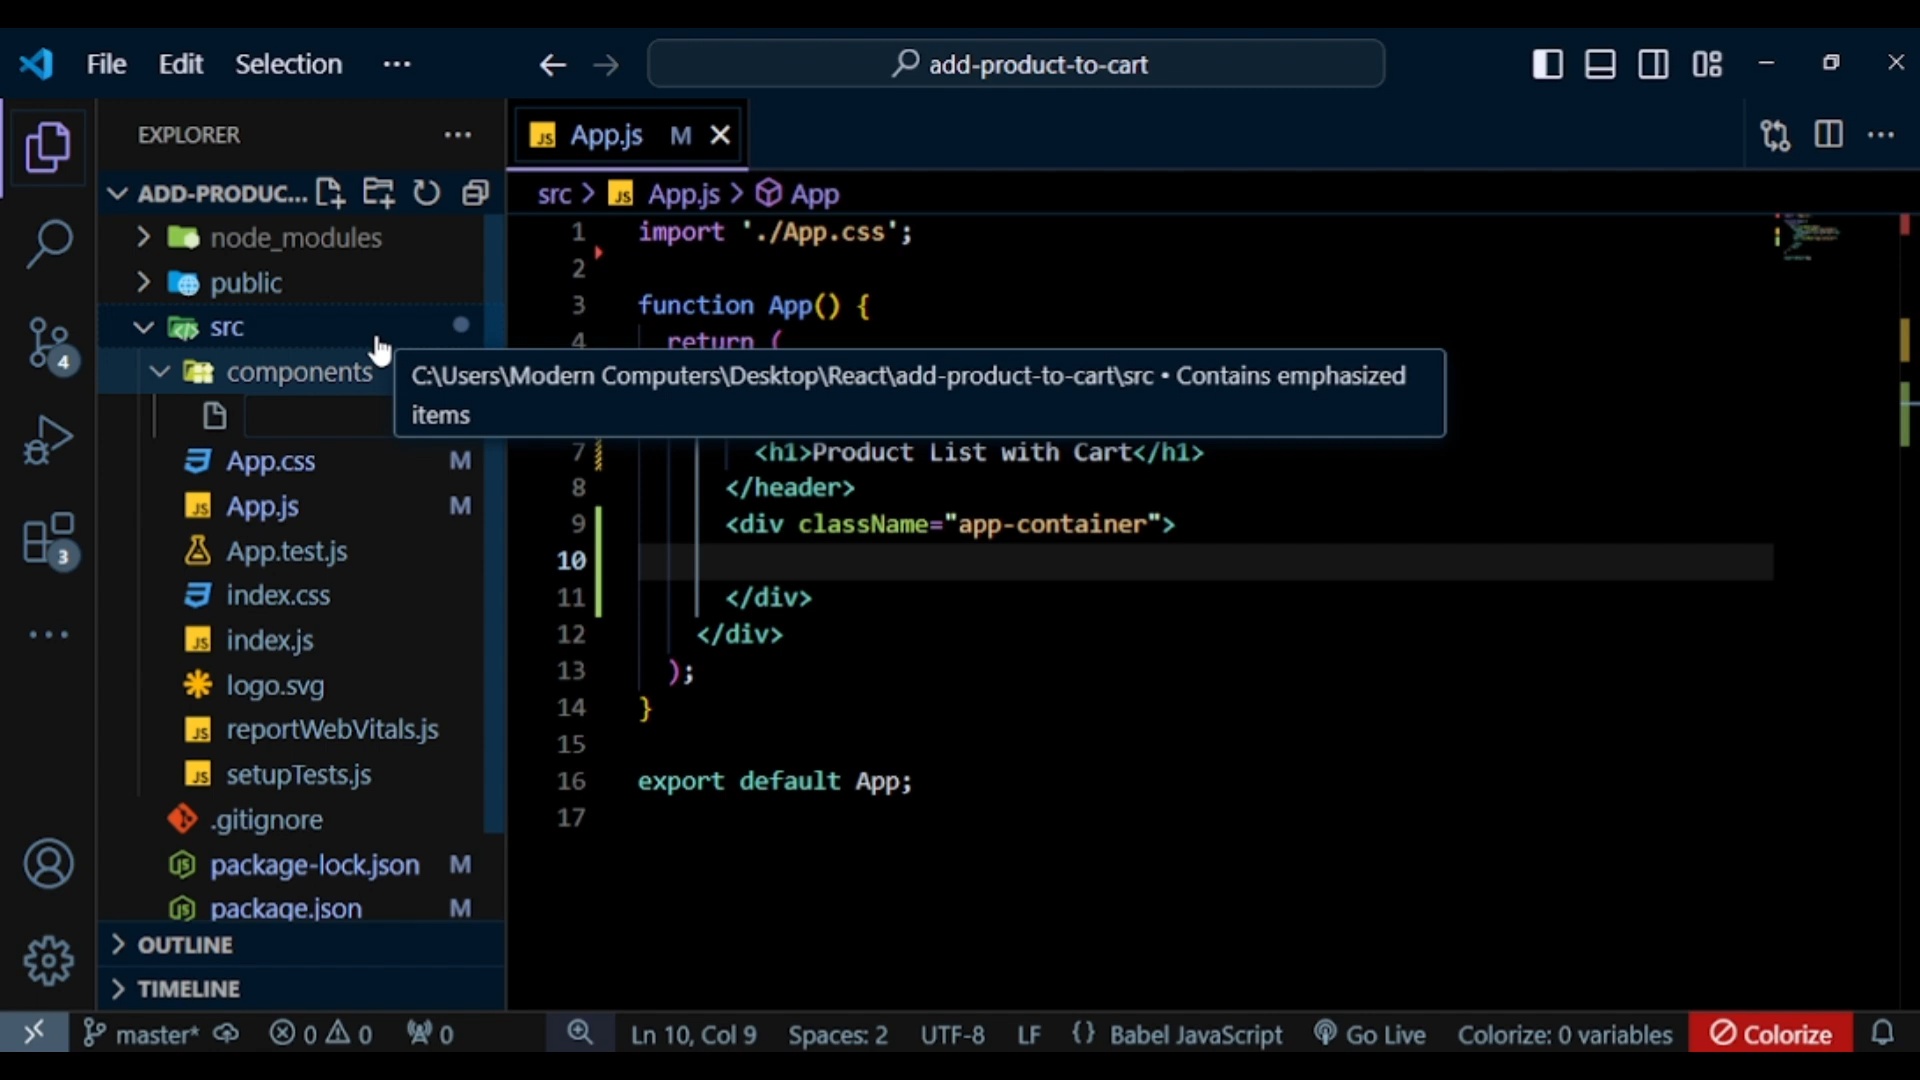 File Edit Selection ··· add-product-to-cart
EXPLORER ···
App.js M
ADD-PRODUC...
src > App.js > App
node_modules
public
src
components
App.css M
App.js M
App.test.js
index.css
index.js
logo.svg
reportWebVitals.js
setupTests.js
.gitignore
package-lock.json M
package.json M
OUTLINE
TIMELINE
4
3
1 import './App.css';
2
3 function App() {
4 return (
C:\Users\Modern Computers\Desktop\React\add-product-to-cart\src • Contains emphasized
items
7 <h1>Product List with Cart</h1>
8 </header>
9 <div className="app-container">
10
11 </div>
12 </div>
13 );
14 }
15
16 export default App;
17
master* 0 0 0 Ln 10, Col 9 Spaces: 2 UTF-8 LF {} Babel JavaScript Go Live Colorize: 0 variables Colorize